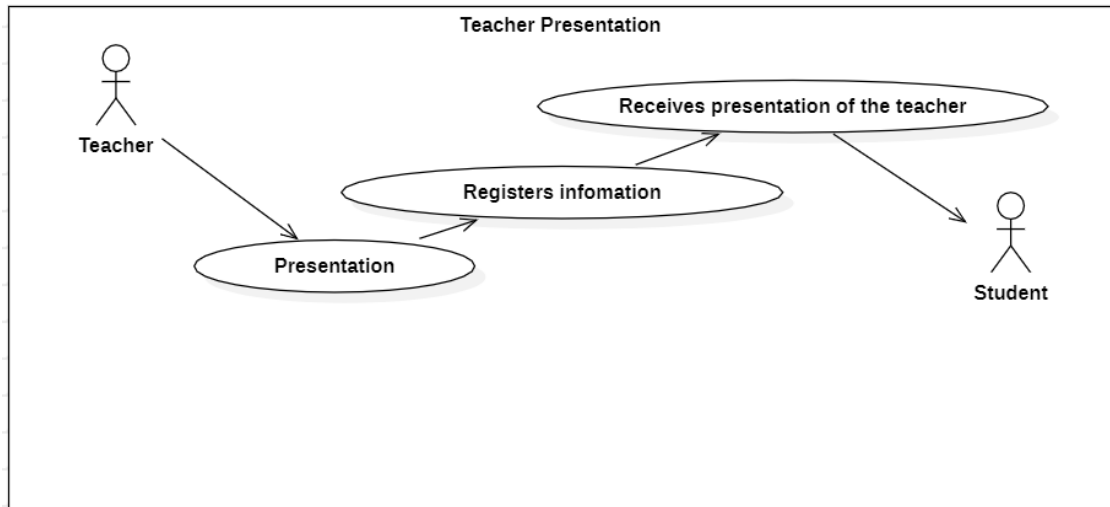 Teacher Presentation
Receives presentation of the teacher
Teacher
Registers infomation
Presentation
Student